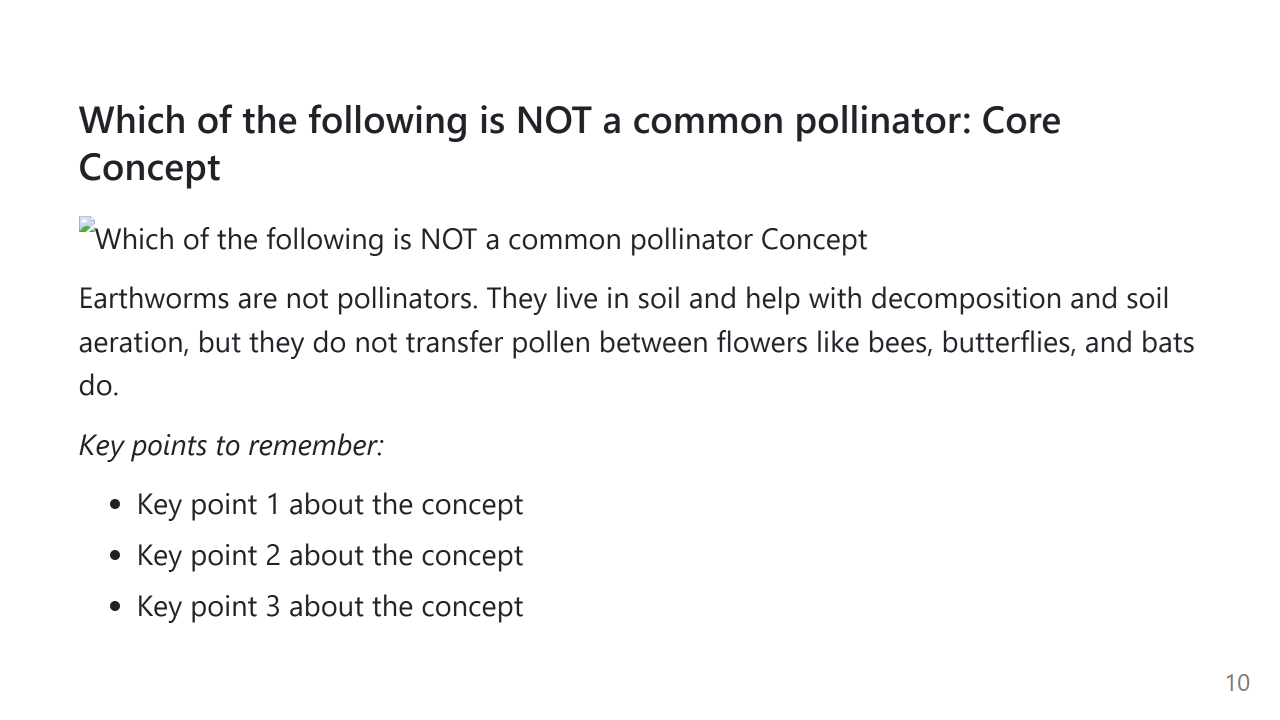 Which of the following is NOT a common pollinator: Core
Concept
Which of the following is NOT a common pollinator Concept
Earthworms are not pollinators. They live in soil and help with decomposition and soil
aeration, but they do not transfer pollen between flowers like bees, butterflies, and bats
do.
Key points to remember:
• Key point 1 about the concept
• Key point 2 about the concept
• Key point 3 about the concept
10